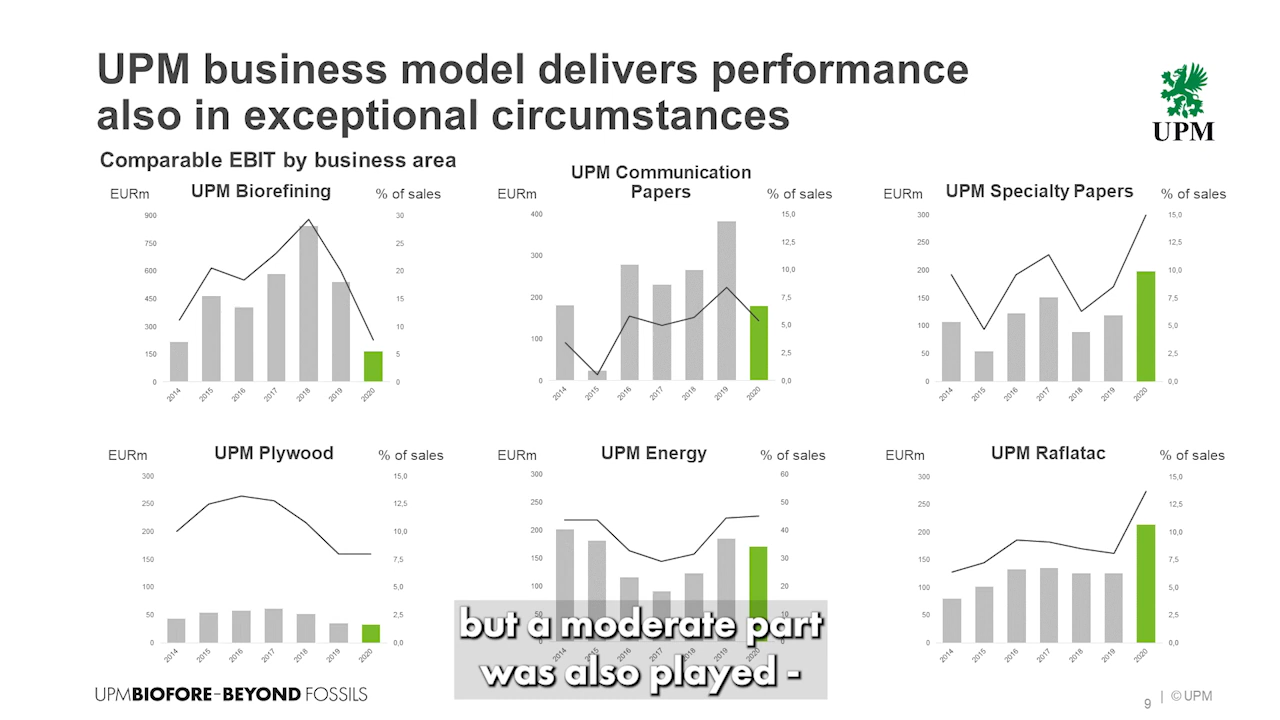 UPM business model delivers performance
also in exceptional circumstances
UPM
Comparable EBIT by business area
EURm
UPM Biorefining
% of sales
900
750
600
450
300
150
0
30
25
20
15
10
5
0
2014 2015 2016 2017 2018 2019 2020
EURm
UPM Communication
Papers
% of sales
400
300
200
100
0
15,0
12,5
10,0
7,5
5,0
2,5
0,0
2014 2015 2016 2017 2018 2019 2020
EURm
UPM Specialty Papers
% of sales
300
250
200
150
100
50
0
15,0
12,5
10,0
7,5
5,0
2,5
0,0
2014 2015 2016 2017 2018 2019 2020
EURm
UPM Plywood
% of sales
300
250
200
150
100
50
0
15,0
12,5
10,0
7,5
5,0
2,5
0,0
2014 2015 2016 2017 2018 2019 2020
EURm
UPM Energy
% of sales
300
250
200
150
100
50
0
60
50
40
30
20
10
2014 2015 2016 2017 2018 2019 2020
EURm
UPM Raflatac
% of sales
300
250
200
150
100
50
0
15,0
12,5
10,0
7,5
5,0
2,5
0,0
2014 2015 2016 2017 2018 2019 2020
but a moderate part
was also played -
UPMBIOFORE–BEYOND FOSSILS
9 | © UPM